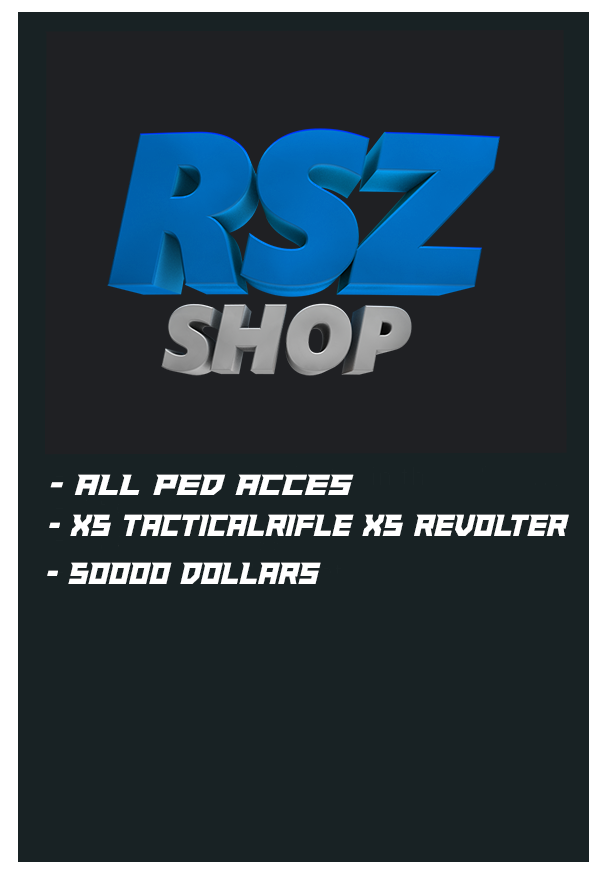 RSZ
SHOP
- ALL PED ACCES
- X5 TACTICALRIFLE X5 REVOLTER
- 50000 DOLLARS